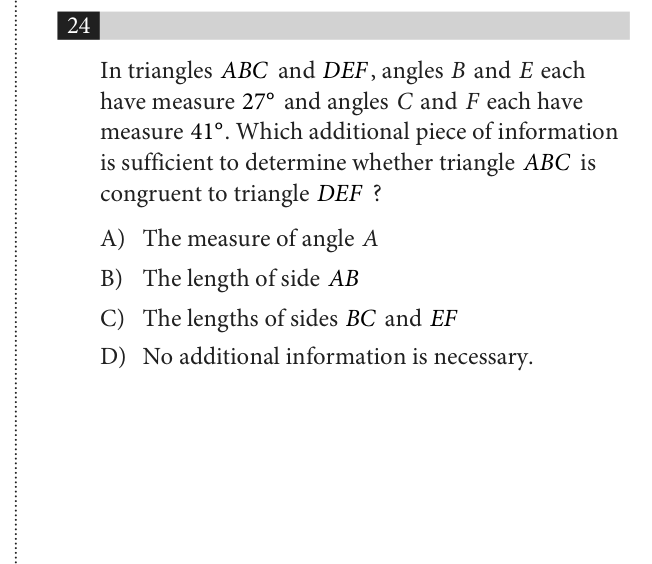 24
In triangles ABC and DEF, angles B and E each
have measure 27° and angles C and F each have
measure 41°. Which additional piece of information
is sufficient to determine whether triangle ABC is
congruent to triangle DEF ?
A) The measure of angle A
B) The length of side AB
C) The lengths of sides BC and EF
D) No additional information is necessary.